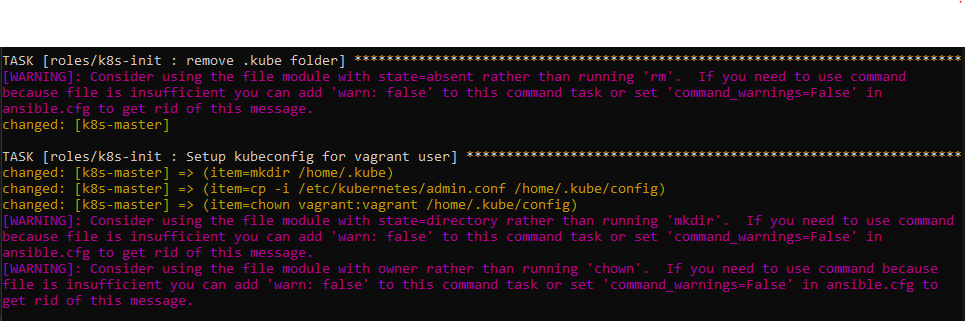 TASK [roles/k8s-init : remove .kube folder] ****************************************************************************
[WARNING]: Consider using the file module with state=absent rather than running 'rm'.  If you need to use command
because file is insufficient you can add 'warn: false' to this command task or set 'command_warnings=False' in
ansible.cfg to get rid of this message.
changed: [k8s-master]
TASK [roles/k8s-init : Setup kubeconfig for vagrant user] **************************************************************
changed: [k8s-master] => (item=mkdir /home/.kube)
changed: [k8s-master] => (item=cp -i /etc/kubernetes/admin.conf /home/.kube/config)
changed: [k8s-master] => (item=chown vagrant:vagrant /home/.kube/config)
[WARNING]: Consider using the file module with state=directory rather than running 'mkdir'.  If you need to use command
because file is insufficient you can add 'warn: false' to this command task or set 'command_warnings=False' in
ansible.cfg to get rid of this message.
[WARNING]: Consider using the file module with owner rather than running 'chown'.  If you need to use command because
file is insufficient you can add 'warn: false' to this command task or set 'command_warnings=False' in ansible.cfg to
get rid of this message.